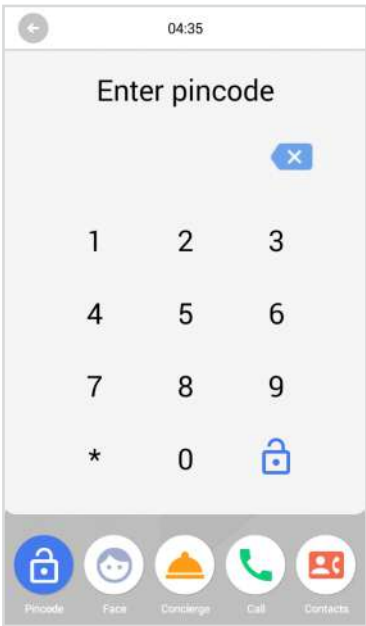 04:35
Enter pincode
1 2 3
4 5 6
7 8 9
* 0
Pincode Face Concierge Call Contacts